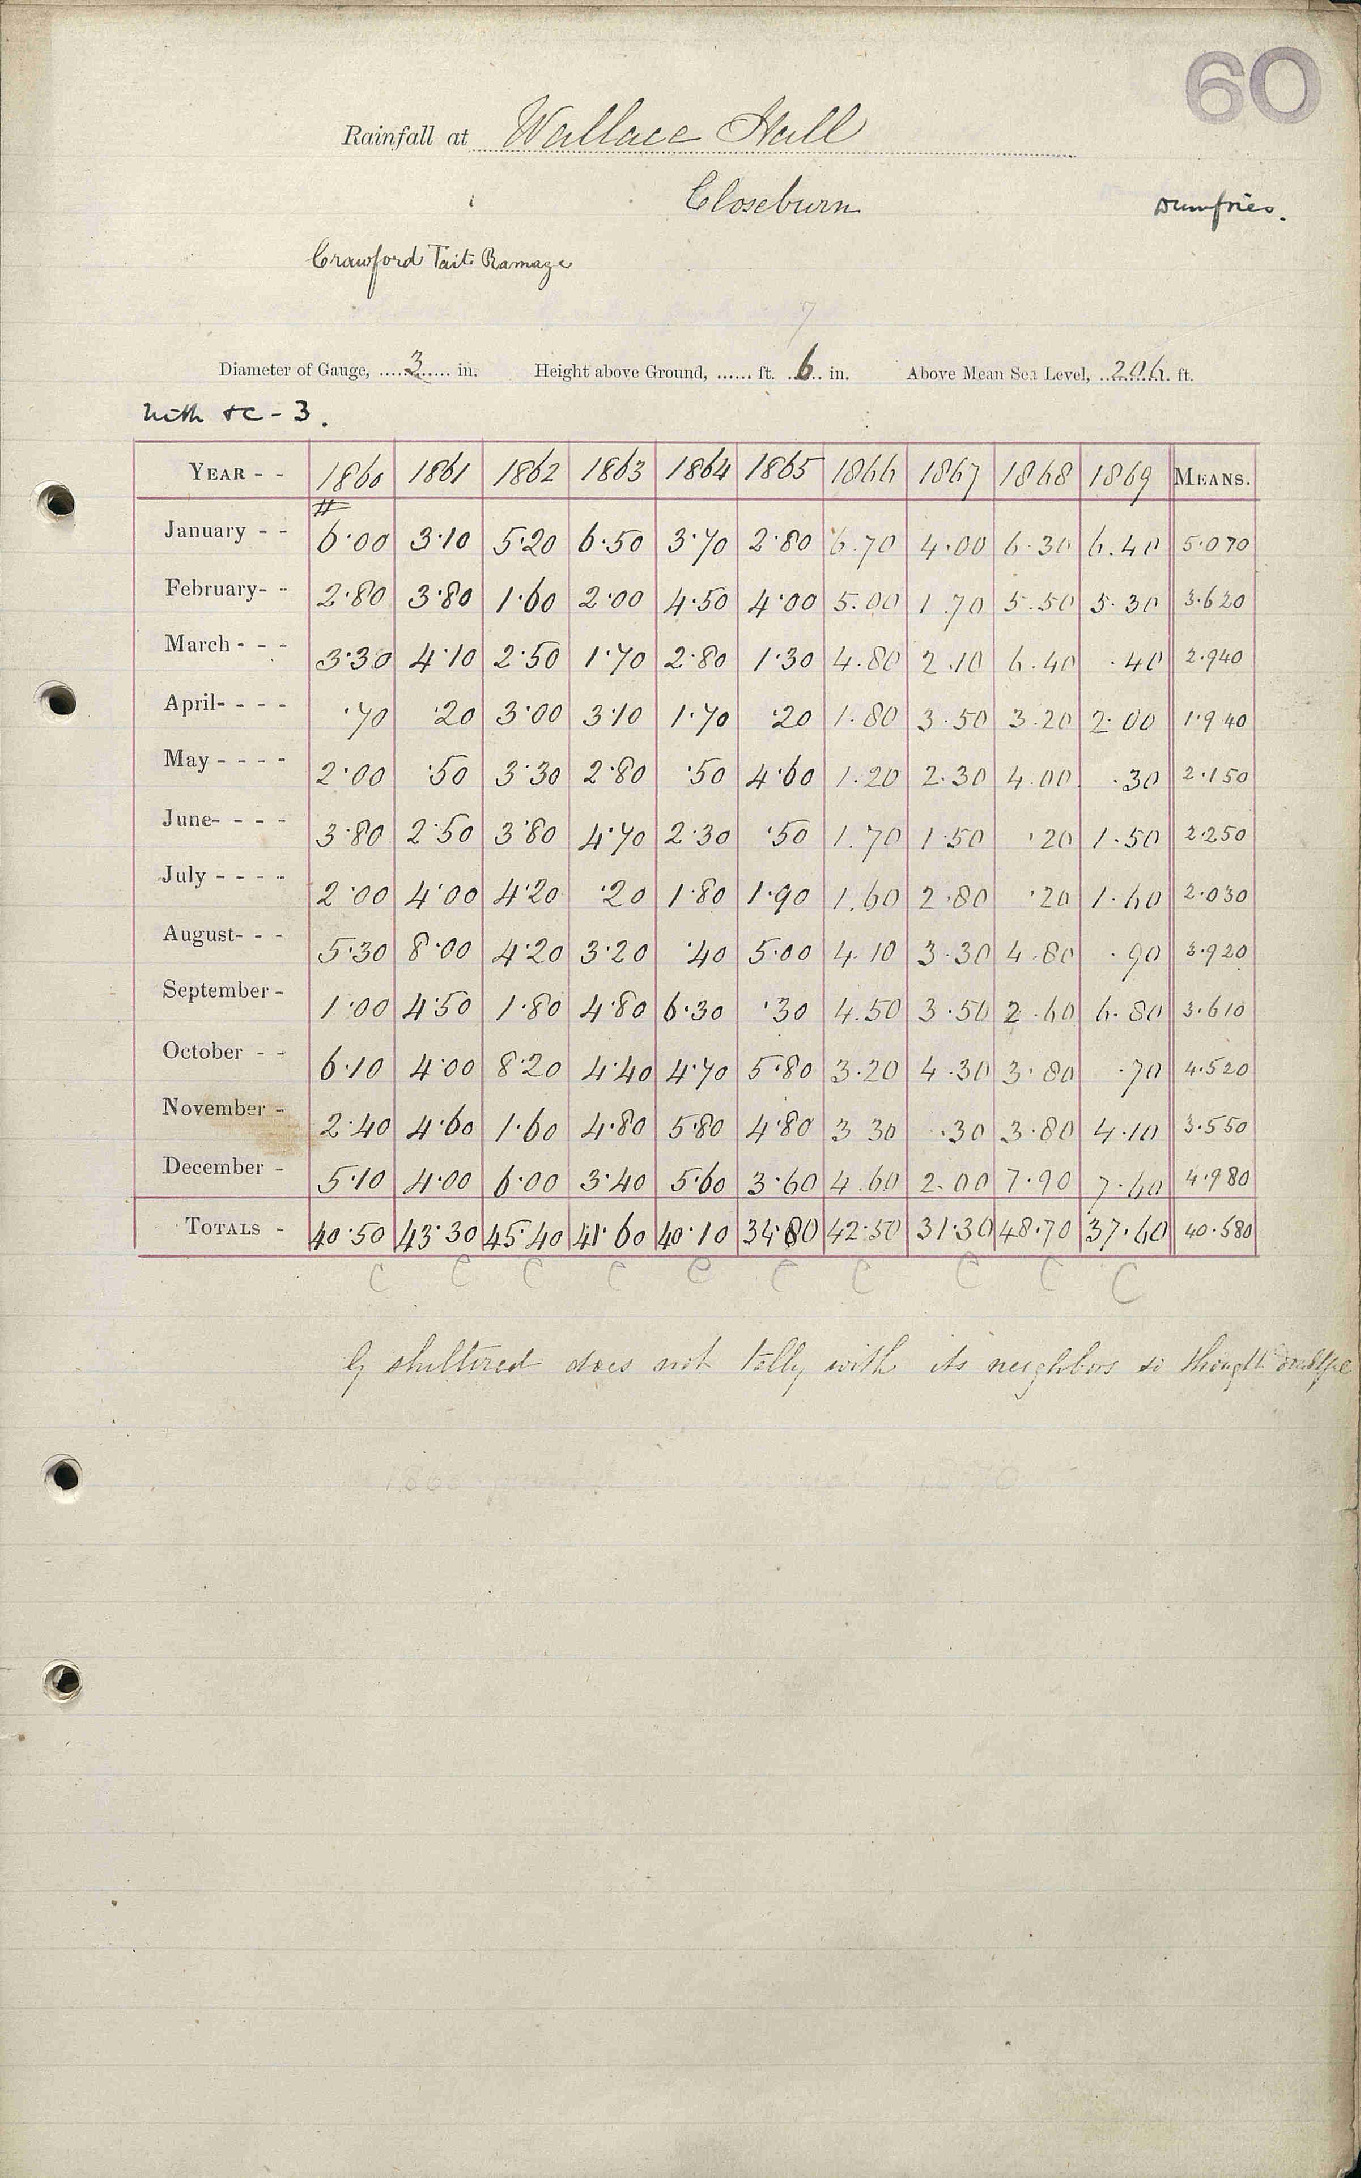 60
Rainfall at Wallace Hall
Closeburn Dumfries.
Crawford Tait Ramage
7
Diameter of Gauge, 3 in. Height above Ground, ...... ft. 6 in. Above Mean Sea Level, 206 ft.
Nith &c - 3.
YEAR - - 1860 1861 1862 1863 1864 1865 1866 1867 1868 1869 MEANS.
January - - 6.00 3.10 5.20 6.50 3.70 2.80 6.70 4.00 6.30 6.40 5.070
February- - 2.80 3.80 1.60 2.00 4.50 4.00 5.00 1.70 5.50 5.30 3.620
March - - - 3.30 4.10 2.50 1.70 2.80 1.30 4.80 2.10 6.40 .40 2.940
April- - - - .70 .20 3.00 3.10 1.70 .20 1.80 3.50 3.20 2.00 1.940
May - - - - 2.00 .50 3.30 2.80 .50 4.60 1.20 2.30 4.00 .30 2.150
June- - - - 3.80 2.50 3.80 4.70 2.30 .50 1.70 1.50 .20 1.50 2.250
July - - - - 2.00 4.00 4.20 .20 1.80 1.90 1.60 2.80 .20 1.60 2.030
August- - - 5.30 8.00 4.20 3.20 .40 5.00 4.10 3.30 4.80 .90 3.920
September - 1.00 4.50 1.80 4.80 6.30 .30 4.50 3.50 2.60 6.80 3.610
October - - 6.10 4.00 8.20 4.40 4.70 5.80 3.20 4.30 3.80 .70 4.520
November - 2.40 4.60 1.60 4.80 5.80 4.80 3.30 .30 3.80 4.10 3.550
December - 5.10 4.00 6.00 3.40 5.60 3.60 4.60 2.00 7.90 7.60 4.980
TOTALS - 40.50 43.30 45.40 41.60 40.10 34.80 42.50 31.30 48.70 37.60 40.580
C C C C C C C C C C
G sheltered does not tally with its neighbors so thought